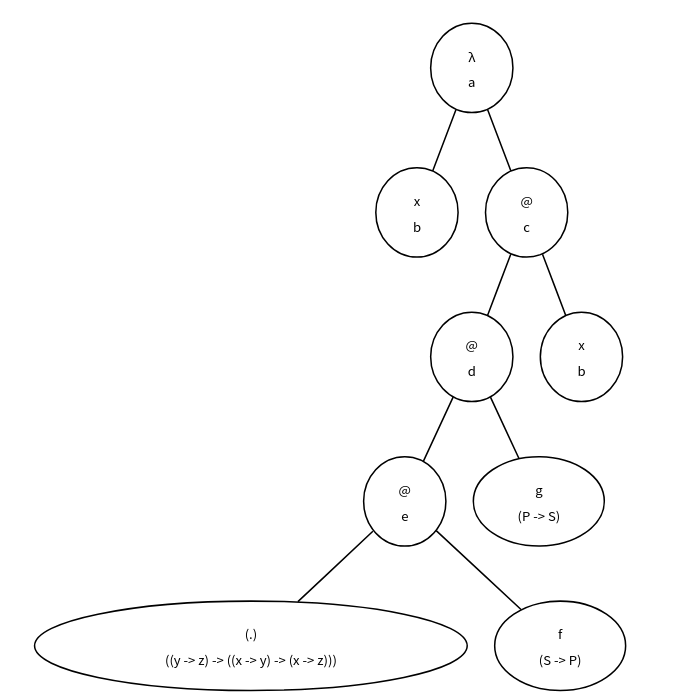 λ
a
x
b
@
c
@
d
x
b
@
e
g
(P -> S)
(.)
((y -> z) -> ((x -> y) -> (x -> z)))
f
(S -> P)